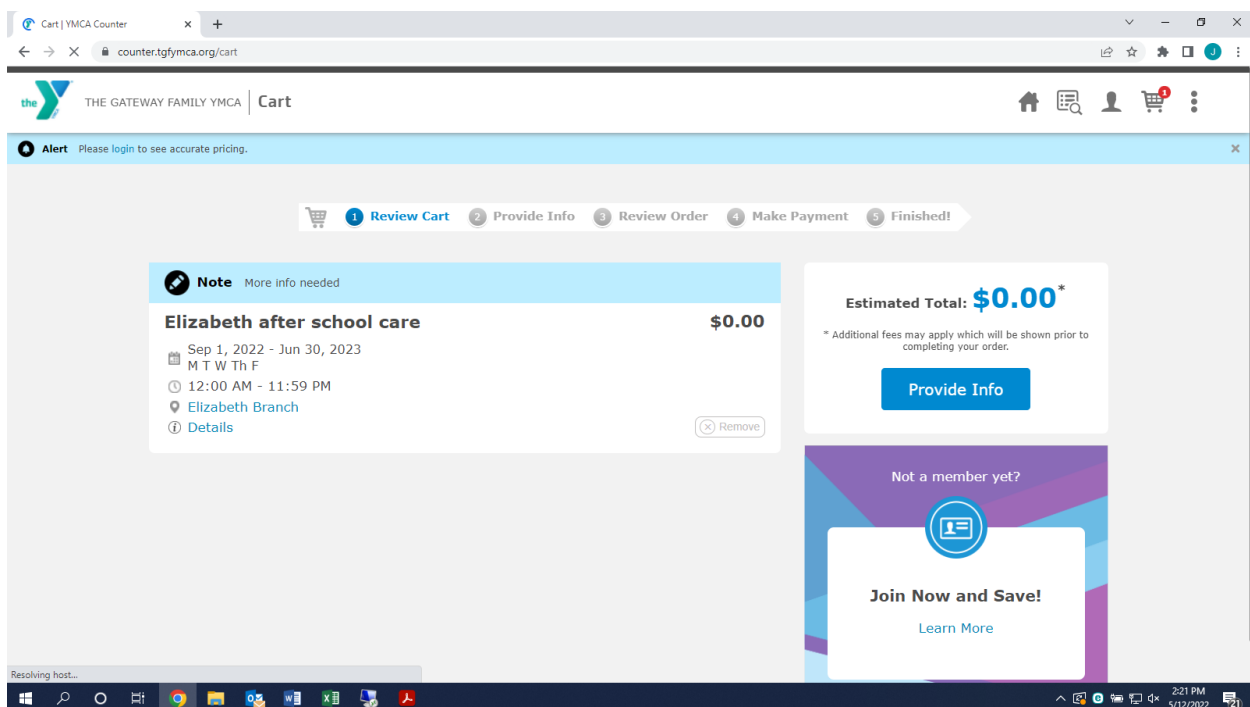 Cart | YMCA Counter
counter.tgfymca.org/cart
J
the
THE GATEWAY FAMILY YMCA Cart
1
Alert Please login to see accurate pricing.
1 Review Cart 2 Provide Info 3 Review Order 4 Make Payment 5 Finished!
Note More info needed
Elizabeth after school care $0.00
Sep 1, 2022 - Jun 30, 2023
M T W Th F
12:00 AM - 11:59 PM
Elizabeth Branch
Details
Remove
Estimated Total: $0.00*
* Additional fees may apply which will be shown prior to
completing your order.
Provide Info
Not a member yet?
Join Now and Save!
Learn More
Resolving host...
2:21 PM
5/12/2022
21